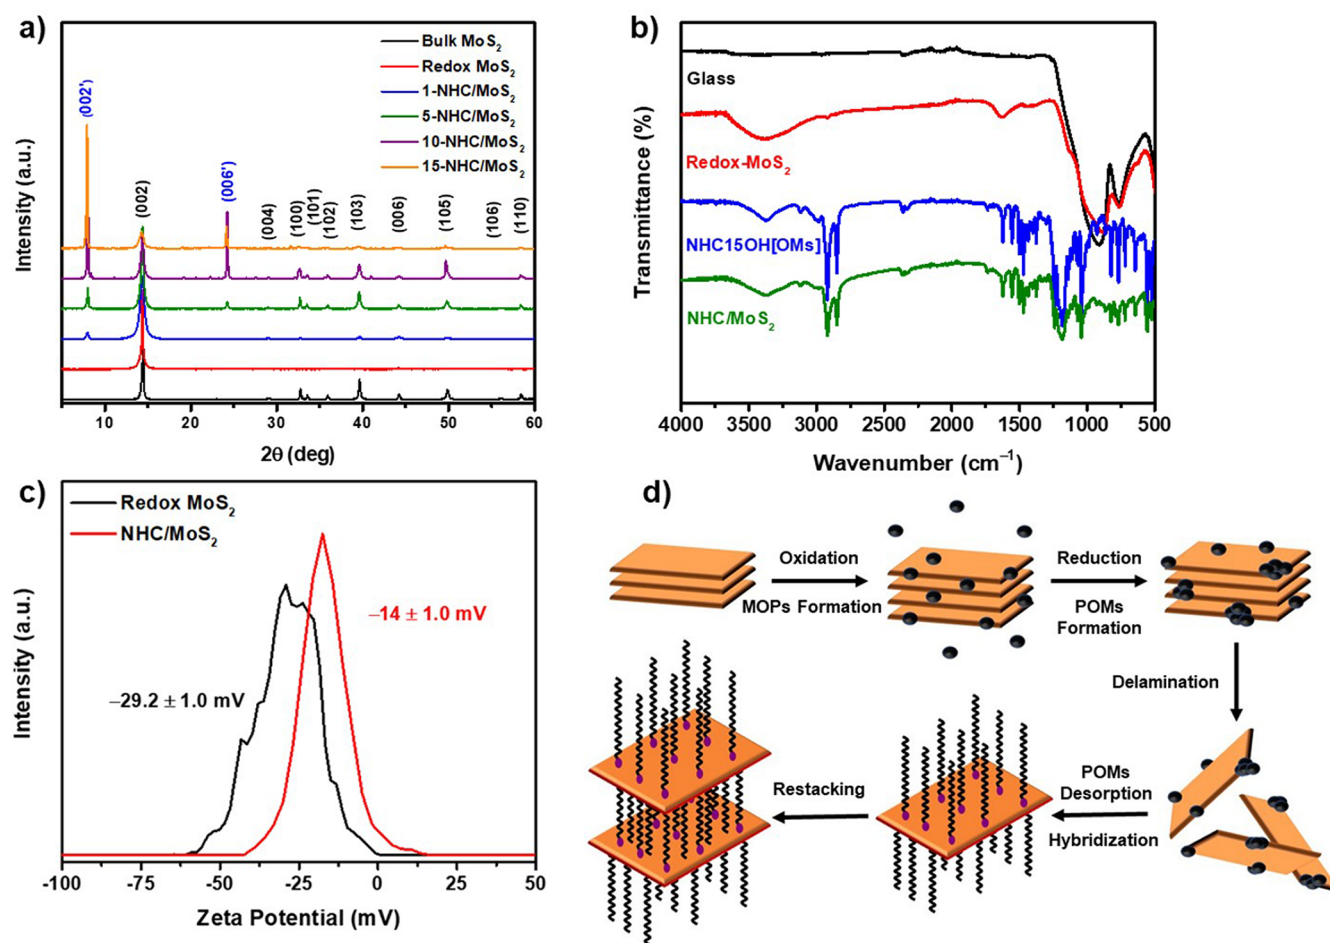 a)
Bulk MoS₂
Redox MoS₂
1-NHC/MoS₂
5-NHC/MoS₂
10-NHC/MoS₂
15-NHC/MoS₂
(002')
(002)
(006')
(004)
(100)
(101)
(102)
(103)
(006)
(105)
(106)
(110)
Intensity (a.u.)
10
20
30
40
50
60
2θ (deg)
b)
Glass
Redox-MoS₂
NHC15OH[OMs]
NHC/MoS₂
Transmittance (%)
4000
3500
3000
2500
2000
1500
1000
500
Wavenumber (cm⁻¹)
c)
Redox MoS₂
NHC/MoS₂
−14 ± 1.0 mV
−29.2 ± 1.0 mV
Intensity (a.u.)
-100
-75
-50
-25
0
25
50
Zeta Potential (mV)
d)
Oxidation
MOPs Formation
Reduction
POMs
Formation
Delamination
POMs
Desorption
Hybridization
Restacking